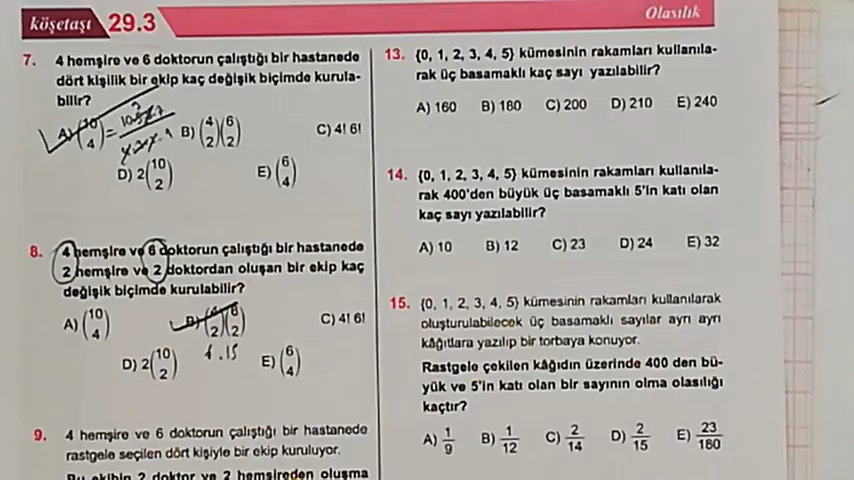 köşetaşı 29.3
Olasılık
7. 4 hemşire ve 6 doktorun çalıştığı bir hastanede
dört kişilik bir ekip kaç değişik biçimde kurula-
bilir?
A) (10 4) =
B) (4 2)(6 2)
C) 4! 6!
D) 2(10 2)
E) (6 4)
8. 4 hemşire ve 6 doktorun çalıştığı bir hastanede
2 hemşire ve 2 doktordan oluşan bir ekip kaç
değişik biçimde kurulabilir?
A) (10 4)
B) (4 2)(6 2)
C) 4! 6!
D) 2(10 2)
E) (6 4)
9. 4 hemşire ve 6 doktorun çalıştığı bir hastanede
rastgele seçilen dört kişiyle bir ekip kuruluyor.
Bu ekibin 2 doktor ve 2 hemşireden oluşma
13. {0, 1, 2, 3, 4, 5} kümesinin rakamları kullanıla-
rak üç basamaklı kaç sayı yazılabilir?
A) 160 B) 180 C) 200 D) 210 E) 240
14. {0, 1, 2, 3, 4, 5} kümesinin rakamları kullanıla-
rak 400'den büyük üç basamaklı 5'in katı olan
kaç sayı yazılabilir?
A) 10 B) 12 C) 23 D) 24 E) 32
15. {0, 1, 2, 3, 4, 5} kümesinin rakamları kullanılarak
oluşturulabilecek üç basamaklı sayılar ayrı ayrı
kâğıtlara yazılıp bir torbaya konuyor.
Rastgele çekilen kâğıdın üzerinde 400 den bü-
yük ve 5'in katı olan bir sayının olma olasılığı
kaçtır?
A) 1/9 B) 1/12 C) 2/14 D) 2/15 E) 23/180